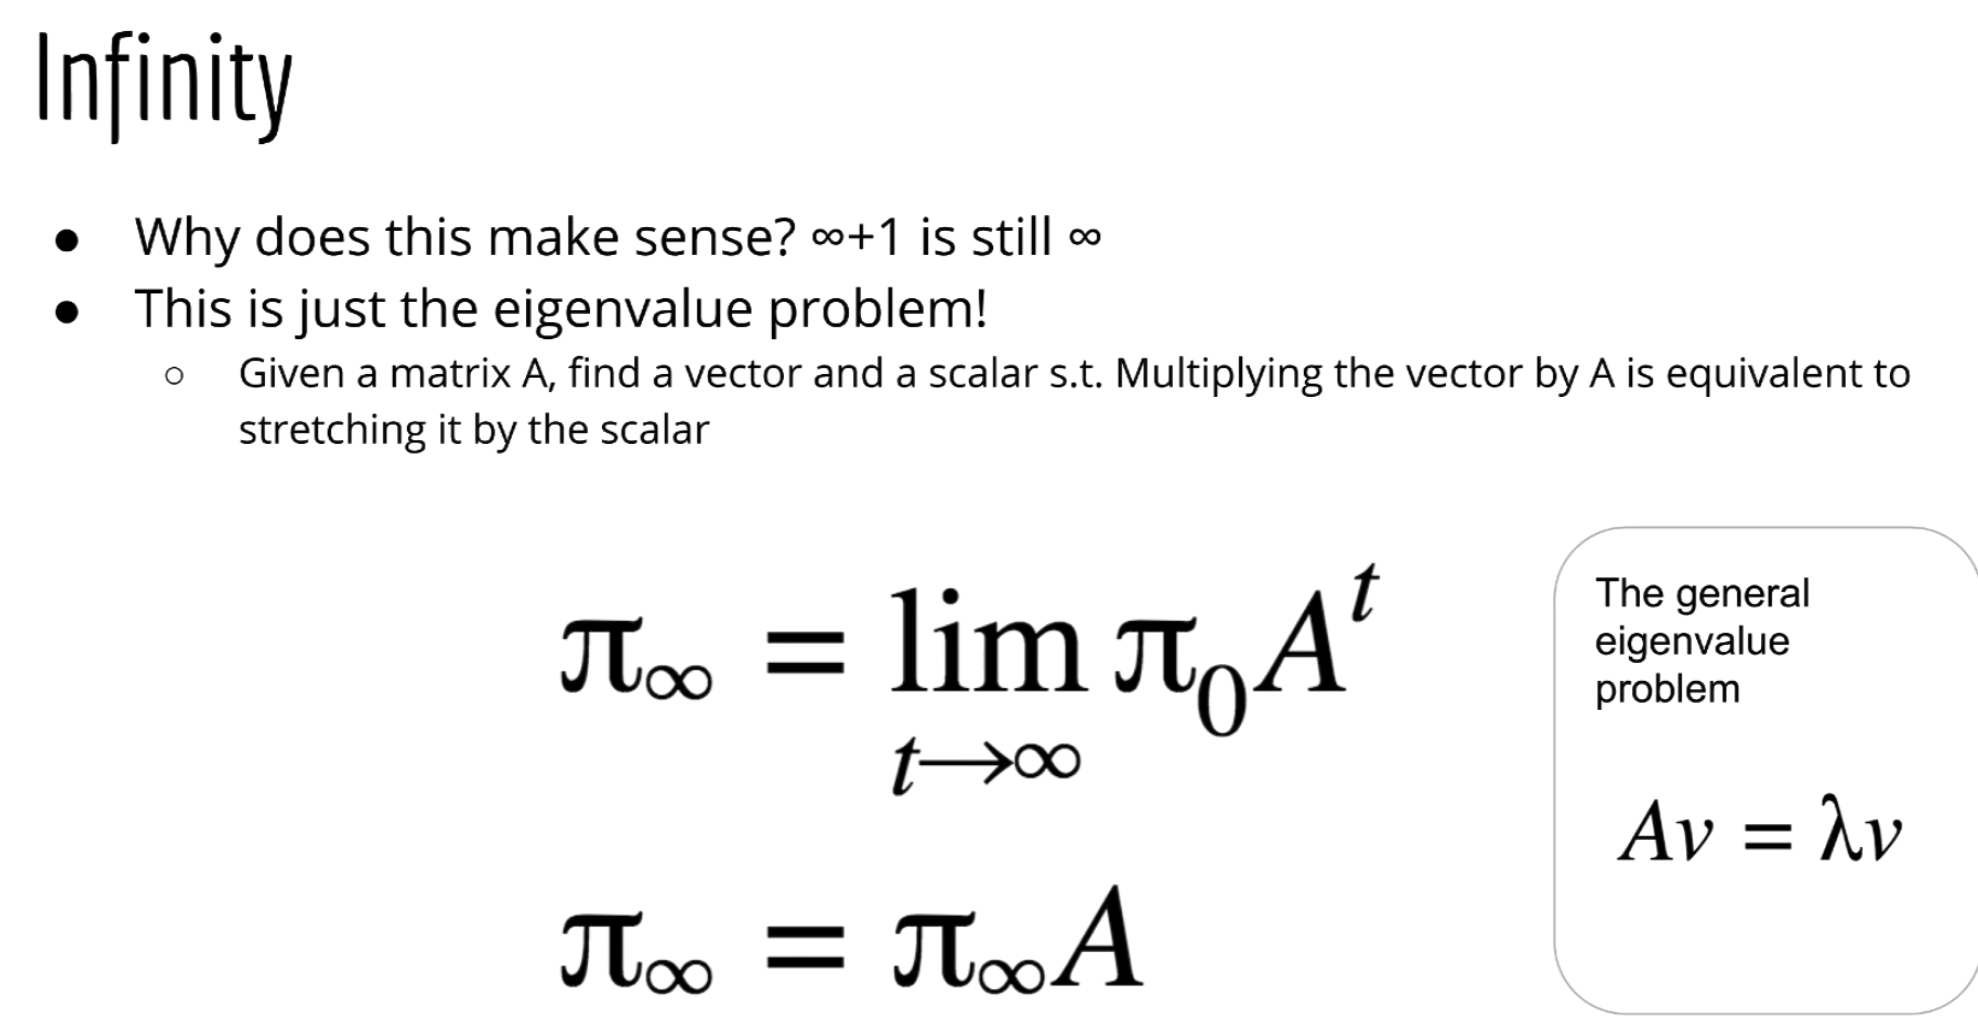 Infinity
● Why does this make sense? ∞+1 is still ∞
● This is just the eigenvalue problem!
○ Given a matrix A, find a vector and a scalar s.t. Multiplying the vector by A is equivalent to
stretching it by the scalar
π∞ = lim π₀Aᵗ
t→∞
π∞ = π∞A
The general
eigenvalue
problem
Av = λv